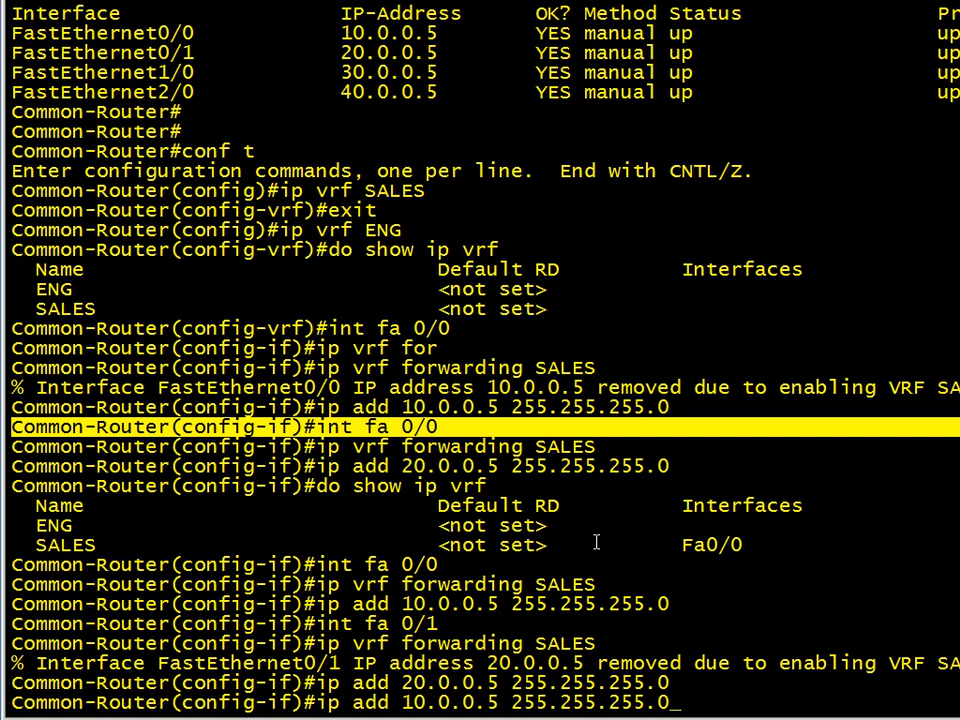 Interface IP-Address OK? Method Status Pr
FastEthernet0/0 10.0.0.5 YES manual up up
FastEthernet0/1 20.0.0.5 YES manual up up
FastEthernet1/0 30.0.0.5 YES manual up up
FastEthernet2/0 40.0.0.5 YES manual up up
Common-Router#
Common-Router#
Common-Router#conf t
Enter configuration commands, one per line.  End with CNTL/Z.
Common-Router(config)#ip vrf SALES
Common-Router(config-vrf)#exit
Common-Router(config)#ip vrf ENG
Common-Router(config-vrf)#do show ip vrf
Name Default RD Interfaces
ENG <not set>
SALES <not set>
Common-Router(config-vrf)#int fa 0/0
Common-Router(config-if)#ip vrf for
Common-Router(config-if)#ip vrf forwarding SALES
% Interface FastEthernet0/0 IP address 10.0.0.5 removed due to enabling VRF SA
Common-Router(config-if)#ip add 10.0.0.5 255.255.255.0
Common-Router(config-if)#int fa 0/0
Common-Router(config-if)#ip vrf forwarding SALES
Common-Router(config-if)#ip add 20.0.0.5 255.255.255.0
Common-Router(config-if)#do show ip vrf
Name Default RD Interfaces
ENG <not set>
SALES <not set> Fa0/0
Common-Router(config-if)#int fa 0/0
Common-Router(config-if)#ip vrf forwarding SALES
Common-Router(config-if)#ip add 10.0.0.5 255.255.255.0
Common-Router(config-if)#int fa 0/1
Common-Router(config-if)#ip vrf forwarding SALES
% Interface FastEthernet0/1 IP address 20.0.0.5 removed due to enabling VRF SA
Common-Router(config-if)#ip add 20.0.0.5 255.255.255.0
Common-Router(config-if)#ip add 10.0.0.5 255.255.255.0_